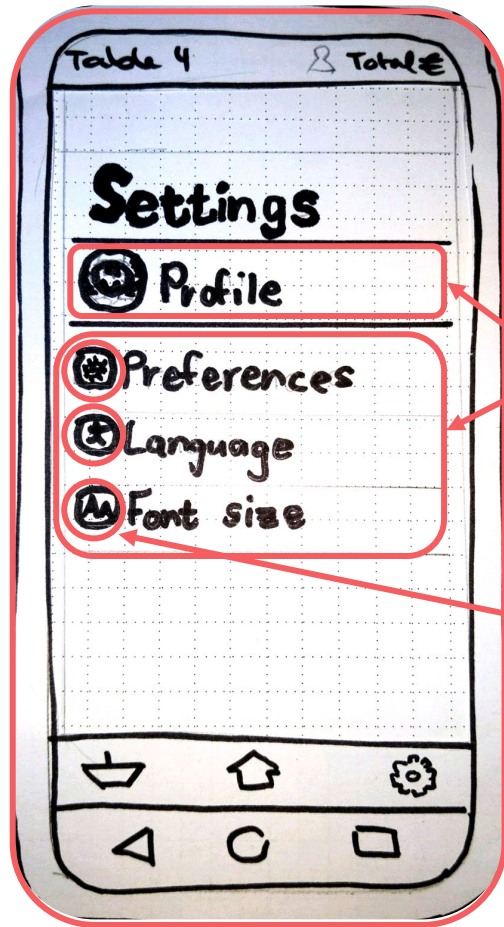 Table 4 Total €
Settings
Profile
Preferences
Language
Font size